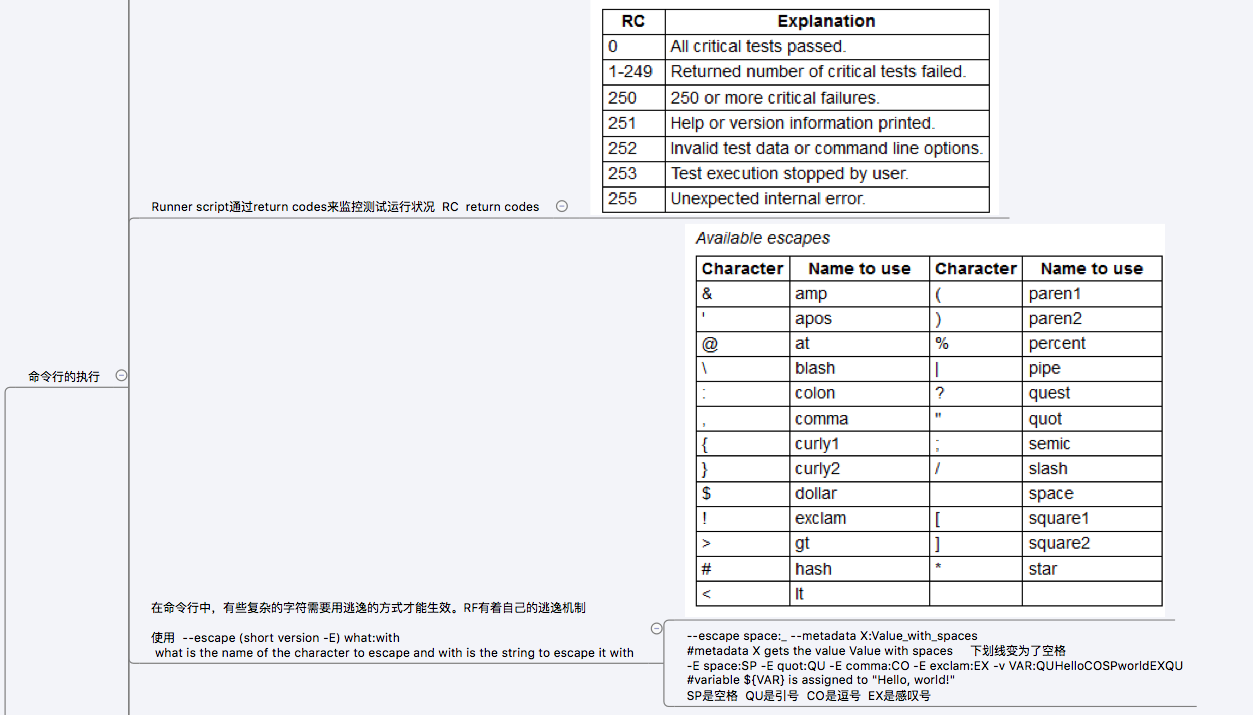 RC Explanation
0 All critical tests passed.
1-249 Returned number of critical tests failed.
250 250 or more critical failures.
251 Help or version information printed.
252 Invalid test data or command line options.
253 Test execution stopped by user.
255 Unexpected internal error.
Runner script通过return codes来监控测试运行状况 RC return codes
Available escapes
Character Name to use Character Name to use
& amp ( paren1
' apos ) paren2
@ at % percent
\ blash | pipe
: colon ? quest
, comma " quot
{ curly1 ; semic
} curly2 / slash
$ dollar space
! exclam [ square1
> gt ] square2
# hash * star
< lt
命令行的执行
在命令行中，有些复杂的字符需要用逃逸的方式才能生效。RF有着自己的逃逸机制
使用 --escape (short version -E) what:with
what is the name of the character to escape and with is the string to escape it with
--escape space:_ --metadata X:Value_with_spaces
#metadata X gets the value Value with spaces 下划线变为了空格
-E space:SP -E quot:QU -E comma:CO -E exclam:EX -v VAR:QUHelloCOSPworldEXQU
#variable ${VAR} is assigned to "Hello, world!"
SP是空格 QU是引号 CO是逗号 EX是感叹号